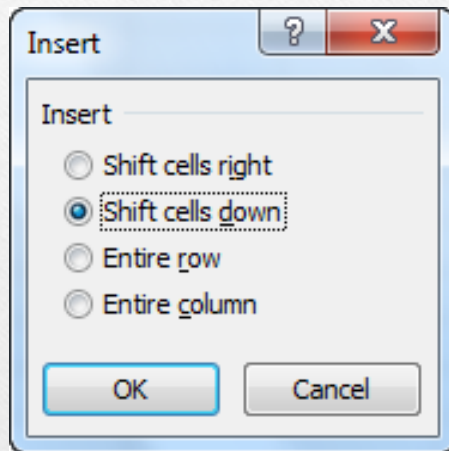 Insert
?
X
Insert
Shift cells right
Shift cells down
Entire row
Entire column
OK
Cancel